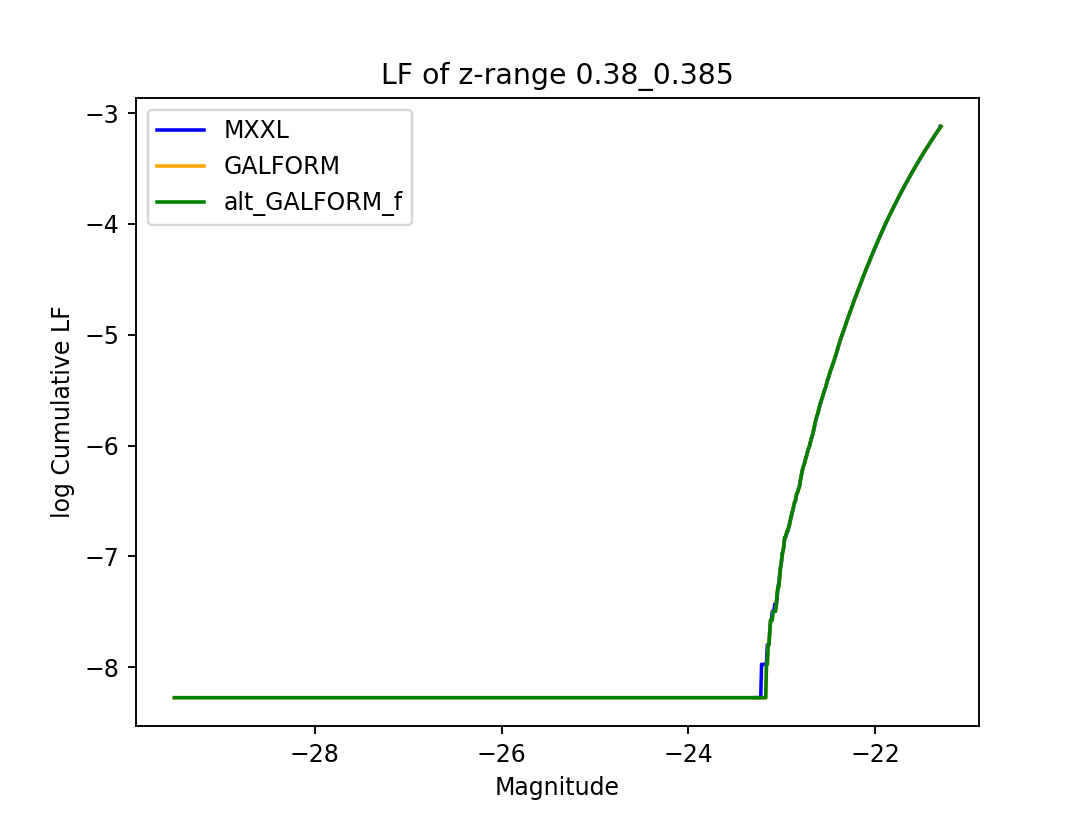 LF of z-range 0.38_0.385
MXXL
GALFORM
alt_GALFORM_f
−3
−4
−5
−6
−7
−8
log Cumulative LF
−28
−26
−24
−22
Magnitude